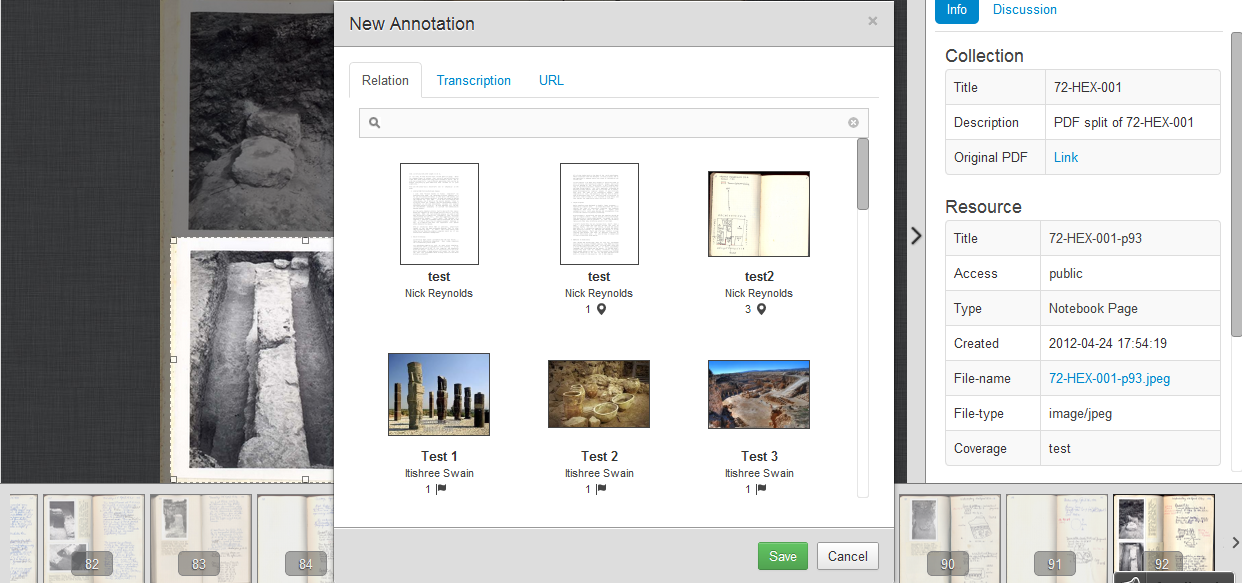 New Annotation
×
Relation
Transcription
URL
test
Nick Reynolds
test
Nick Reynolds
1
test2
Nick Reynolds
3
Test 1
Itishree Swain
1
Test 2
Itishree Swain
1
Test 3
Itishree Swain
1
Save
Cancel
Info
Discussion
Collection
Title 72-HEX-001
Description PDF split of 72-HEX-001
Original PDF Link
Resource
Title 72-HEX-001-p93
Access public
Type Notebook Page
Created 2012-04-24 17:54:19
File-name 72-HEX-001-p93.jpeg
File-type image/jpeg
Coverage test
82
83
84
90
91
92